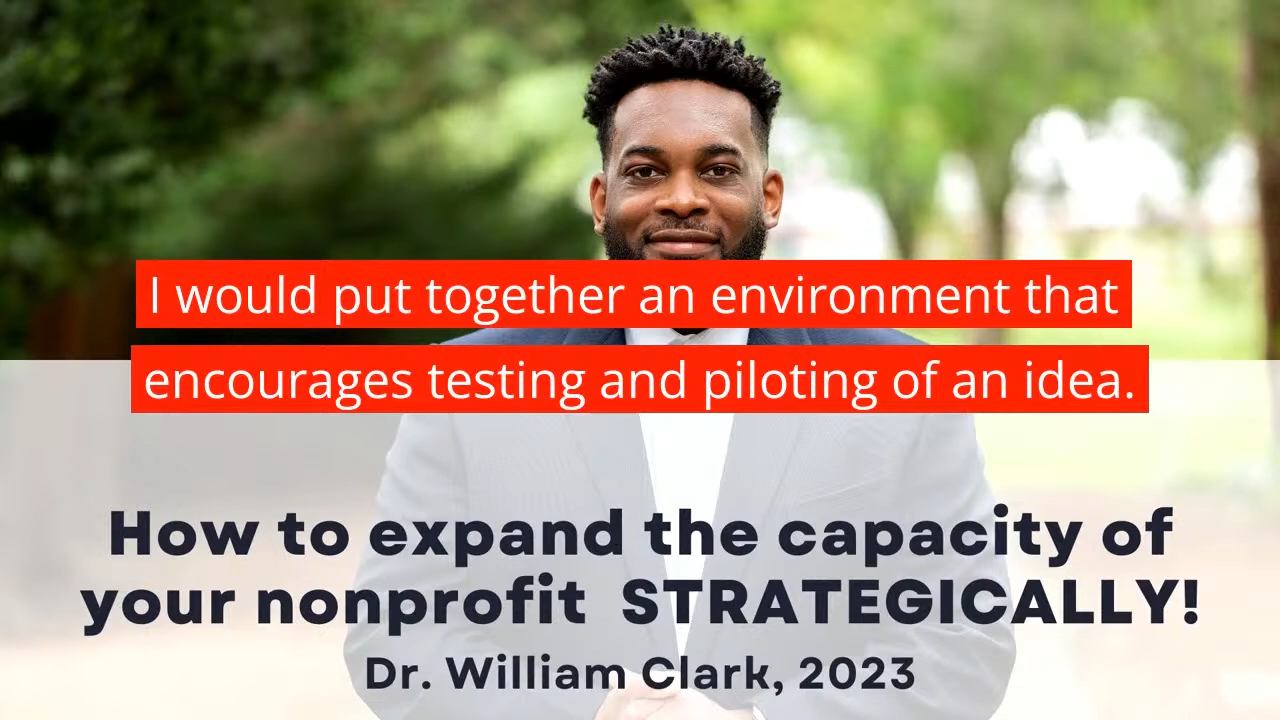 I would put together an environment that
encourages testing and piloting of an idea.
How to expand the capacity of
your nonprofit STRATEGICALLY!
Dr. William Clark, 2023